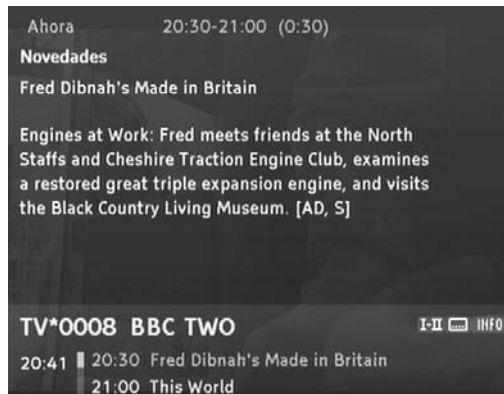 Ahora 20:30-21:00 (0:30)
Novedades
Fred Dibnah's Made in Britain
Engines at Work: Fred meets friends at the North
Staffs and Cheshire Traction Engine Club, examines
a restored great triple expansion engine, and visits
the Black Country Living Museum. [AD, S]
TV*0008 BBC TWO I-II INFO
20:41 20:30 Fred Dibnah's Made in Britain
21:00 This World